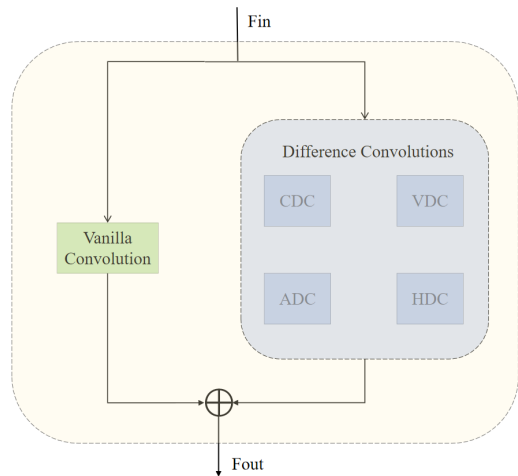 Fin
Difference Convolutions
CDC
VDC
Vanilla
Convolution
ADC
HDC
Fout